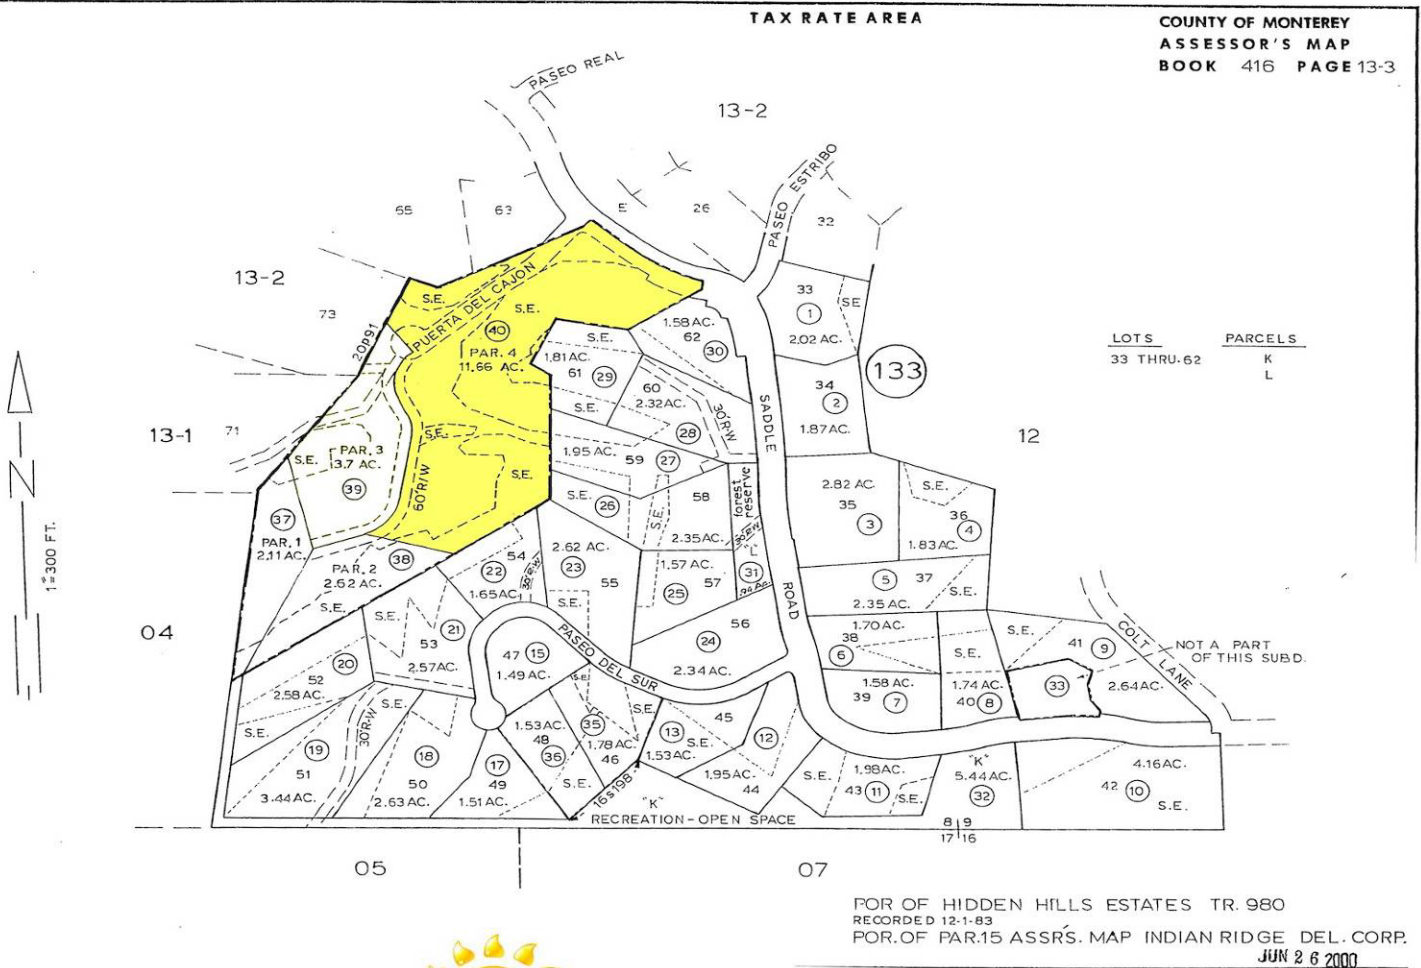 TAX RATE AREA
COUNTY OF MONTEREY
ASSESSOR'S MAP
BOOK 416 PAGE 13-3
PASEO REAL
13-2
PASEO ESTRIBO
65
63
E
26
32
13-2
73
20P91
PUERTA DEL CAJON
S.E.
S.E.
40
PAR. 4
11.66 AC.
S.E.
S.E.
60'R/W
33
1
S.E
2.02 AC.
133
LOTS
33 THRU 62
PARCELS
K
L
1.58 AC.
62
30
S.E.
1.81 AC.
61
29
S.E.
60
2.32 AC.
28
30'R-W
SADDLE
ROAD
34
2
1.87 AC.
12
13-1
71
S.E.
PAR. 3
3.7 AC.
39
1.95 AC.
59
27
58
2.35 AC.
forest
reserve
30'R-W
"L"
31
.94 Ac.
S.E.
26
S.E.
2.82 AC.
35
3
S.E.
36
4
1.83 AC.
N
1"=300 FT.
37
PAR. 1
2.11 AC.
38
PAR. 2
2.62 AC.
S.E.
54
22
1.65 AC.
30'R-W
2.62 AC.
23
55
S.E.
1.57 AC.
57
25
5
37
2.35 AC.
S.E.
04
S.E.
21
53
2.57 AC.
56
24
2.34 AC.
1.70 AC.
38
6
S.E.
S.E.
41
9
2.64 AC.
COLT LANE
NOT A PART
OF THIS SUBD.
33
20
52
2.58 AC.
S.E.
47
15
1.49 AC.
PASEO DEL SUR
S.E.
S.E.
1.58 AC.
39
7
1.74 AC.
40
8
S.E.
30'R-W
19
51
3.44 AC.
18
50
2.63 AC.
17
49
1.51 AC.
1.53 AC.
48
36
S.E.
35
1.78 AC.
46
16S198
13
S.E.
1.53 AC.
45
12
1.95 AC.
44
S.E.
1.98 AC.
43
11
S.E.
"K"
5.44 AC.
32
4.16 AC.
42
10
S.E.
"K"
RECREATION-OPEN SPACE
8 9
17 16
05
07
POR OF HIDDEN HILLS ESTATES TR. 980
RECORDED 12-1-83
POR. OF PAR.15 ASSR'S. MAP INDIAN RIDGE DEL. CORP.
JUN 26 2000